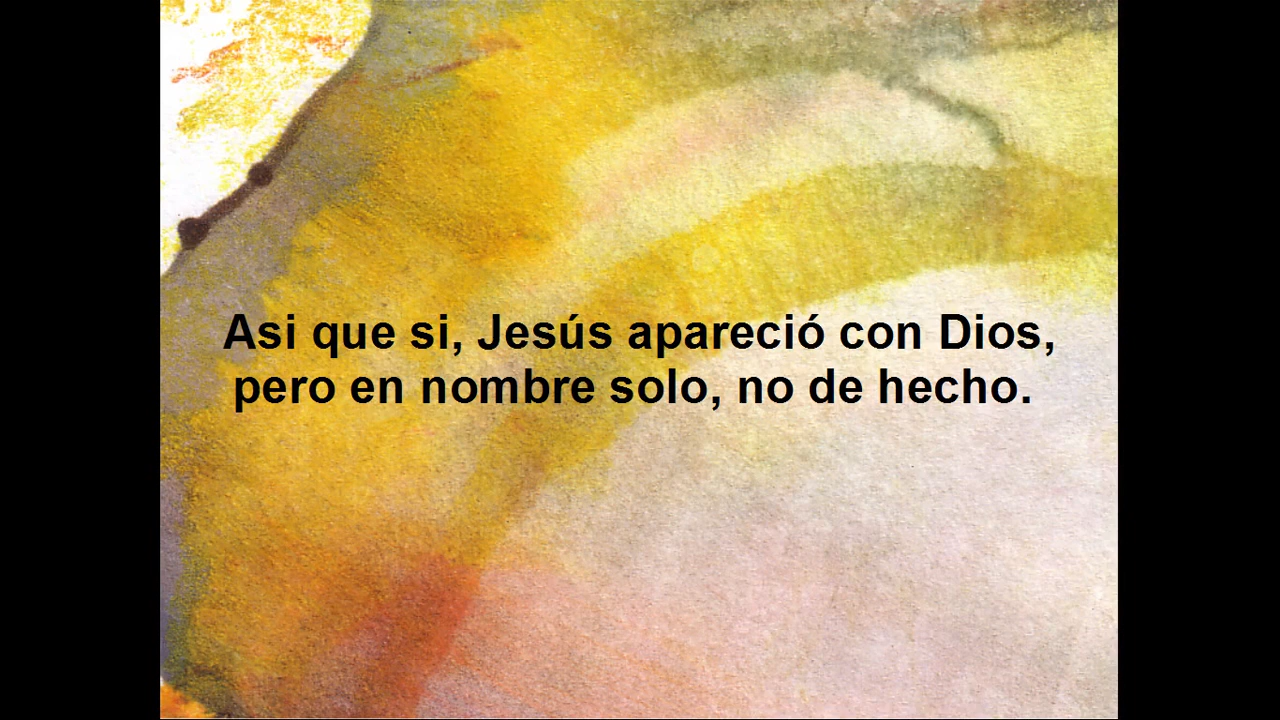 Asi que si, Jesús apareció con Dios,
pero en nombre solo, no de hecho.